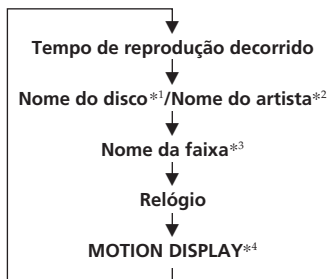 Tempo de reprodução decorrido
Nome do disco*1/Nome do artista*2
Nome da faixa*3
Relógio
MOTION DISPLAY*4